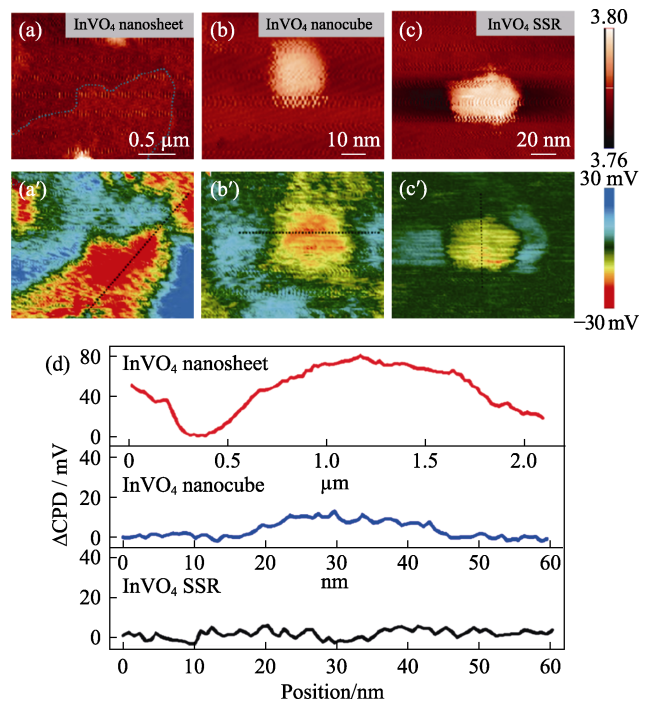 (a) InVO₄ nanosheet
0.5 μm
(b) InVO₄ nanocube
10 nm
(c) InVO₄ SSR
20 nm
3.80
3.76
(a′)
(b′)
(c′)
30 mV
−30 mV
(d)
InVO₄ nanosheet
80
40
0
0 0.5 1.0 1.5 2.0
μm
InVO₄ nanocube
40
20
0
0 10 20 30 40 50 60
nm
InVO₄ SSR
40
20
0
0 10 20 30 40 50 60
Position/nm
ΔCPD / mV